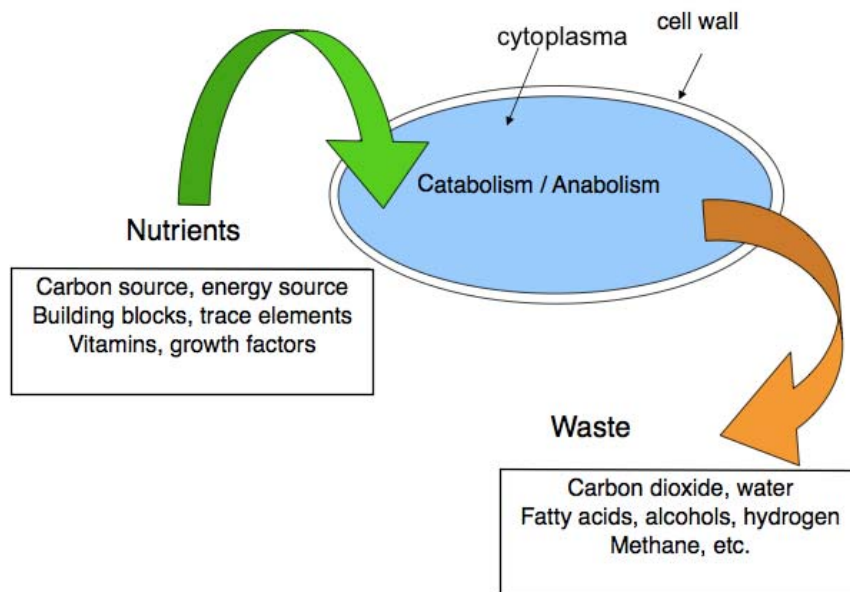 cytoplasma
cell wall
Catabolism / Anabolism
Nutrients
Carbon source, energy source
Building blocks, trace elements
Vitamins, growth factors
Waste
Carbon dioxide, water
Fatty acids, alcohols, hydrogen
Methane, etc.